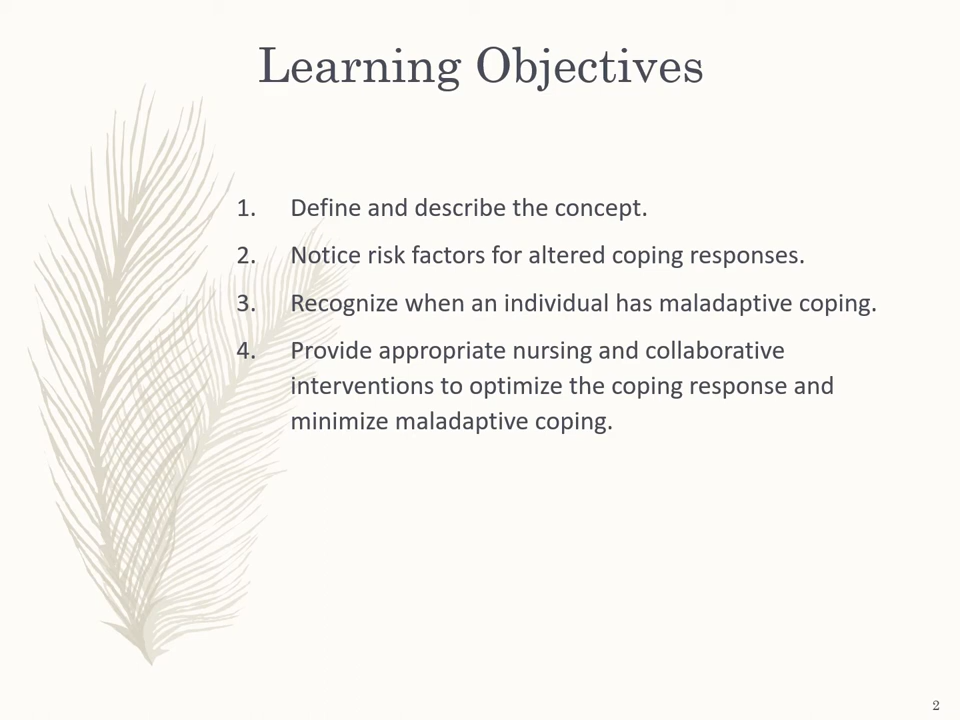 Learning Objectives
1. Define and describe the concept.
2. Notice risk factors for altered coping responses.
3. Recognize when an individual has maladaptive coping.
4. Provide appropriate nursing and collaborative
interventions to optimize the coping response and
minimize maladaptive coping.
2